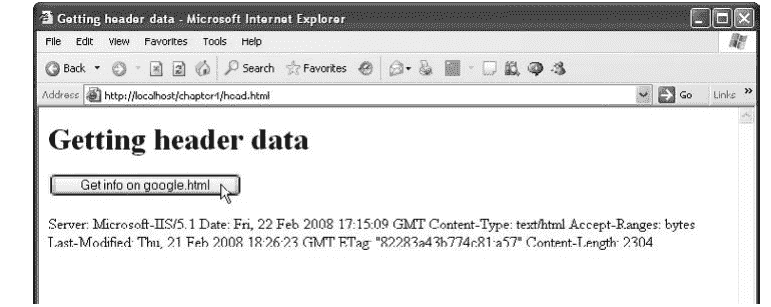 Getting header data - Microsoft Internet Explorer
File Edit View Favorites Tools Help
Back Search Favorites
Address http://localhost/chapter4/head.html Go Links »
Getting header data
Get info on google.html
Server: Microsoft-IIS/5.1 Date: Fri, 22 Feb 2008 17:15:09 GMT Content-Type: text/html Accept-Ranges: bytes
Last-Modified: Thu, 21 Feb 2008 18:26:23 GMT ETag: "82283a43b774c81:a57" Content-Length: 2304